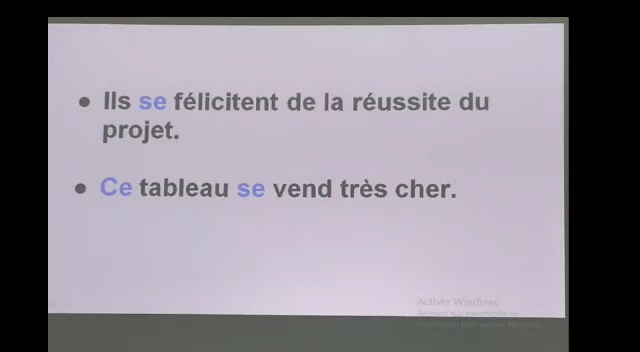 Ils se félicitent de la réussite du
projet.
Ce tableau se vend très cher.
Activer Windows